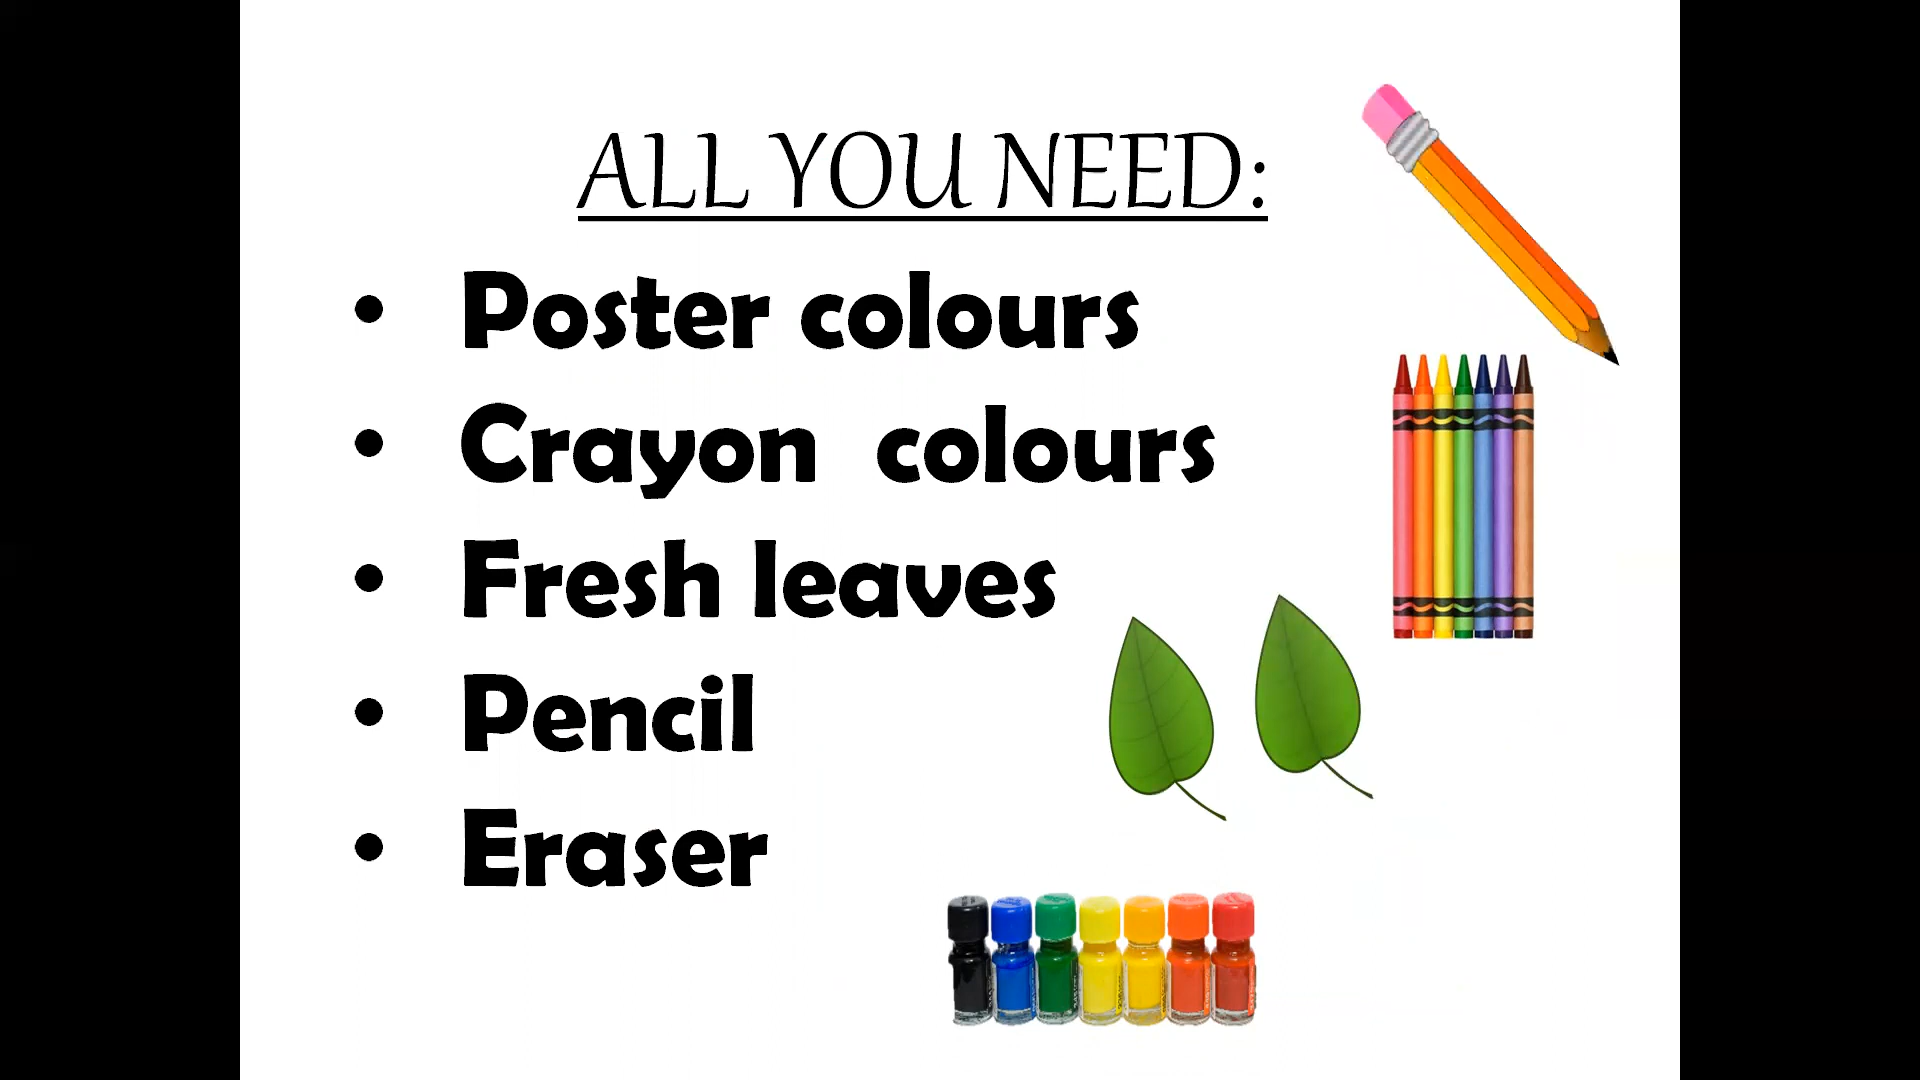 ALL YOU NEED:
• Poster colours
• Crayon  colours
• Fresh leaves
• Pencil
• Eraser